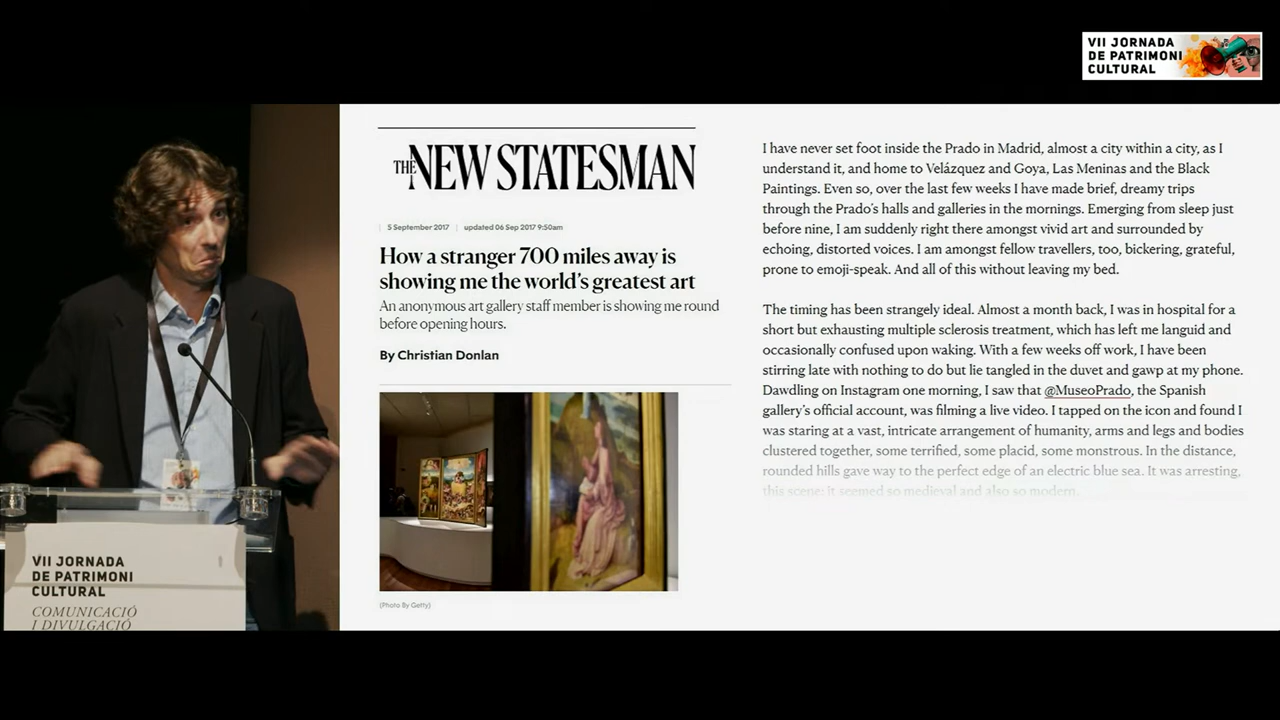 VII JORNADA
DE PATRIMONI
CULTURAL
THE NEW STATESMAN
5 September 2017 | updated 06 Sep 2017 9:50am
How a stranger 700 miles away is
showing me the world's greatest art
An anonymous art gallery staff member is showing me round
before opening hours.
By Christian Donlan
(Photo By Getty)
I have never set foot inside the Prado in Madrid, almost a city within a city, as I
understand it, and home to Velázquez and Goya, Las Meninas and the Black
Paintings. Even so, over the last few weeks I have made brief, dreamy trips
through the Prado's halls and galleries in the mornings. Emerging from sleep just
before nine, I am suddenly right there amongst vivid art and surrounded by
echoing, distorted voices. I am amongst fellow travellers, too, bickering, grateful,
prone to emoji-speak. And all of this without leaving my bed.
The timing has been strangely ideal. Almost a month back, I was in hospital for a
short but exhausting multiple sclerosis treatment, which has left me languid and
occasionally confused upon waking. With a few weeks off work, I have been
stirring late with nothing to do but lie tangled in the duvet and gawp at my phone.
Dawdling on Instagram one morning, I saw that @MuseoPrado, the Spanish
gallery's official account, was filming a live video. I tapped on the icon and found I
was staring at a vast, intricate arrangement of humanity, arms and legs and bodies
clustered together, some terrified, some placid, some monstrous. In the distance,
rounded hills gave way to the perfect edge of an electric blue sea. It was arresting,
this scene: it seemed so medieval and also so modern.
VII JORNADA
DE PATRIMONI
CULTURAL
COMUNICACIÓ
I DIVULGACIÓ